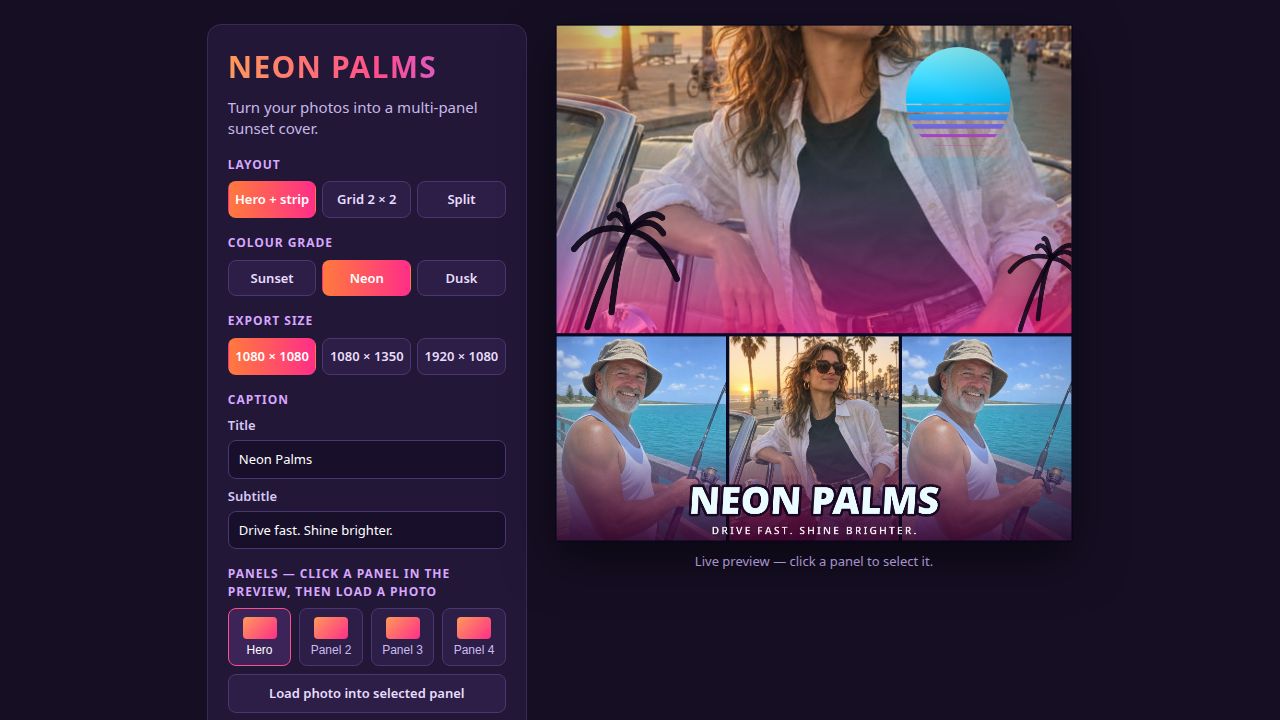 NEON PALMS
Turn your photos into a multi-panel
sunset cover.
LAYOUT
Hero + strip
Grid 2 × 2
Split
COLOUR GRADE
Sunset
Neon
Dusk
EXPORT SIZE
1080 × 1080
1080 × 1350
1920 × 1080
CAPTION
Title
Neon Palms
Subtitle
Drive fast. Shine brighter.
PANELS — CLICK A PANEL IN THE
PREVIEW, THEN LOAD A PHOTO
Hero
Panel 2
Panel 3
Panel 4
Load photo into selected panel
NEON PALMS
DRIVE FAST. SHINE BRIGHTER.
Live preview — click a panel to select it.